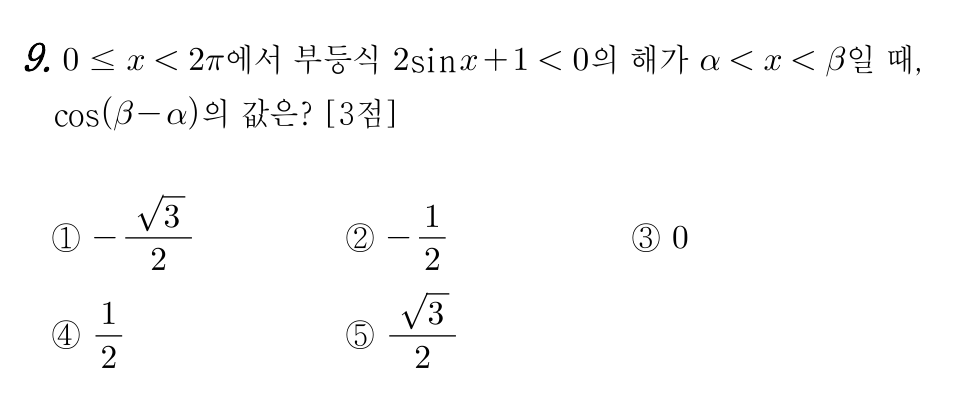 9. 0 ≤ x < 2π에서 부등식 2sinx+1 < 0의 해가 α < x < β일 때,
cos(β-α)의 값은? [3점]
① -√3/2 ② -1/2 ③ 0
④ 1/2 ⑤ √3/2